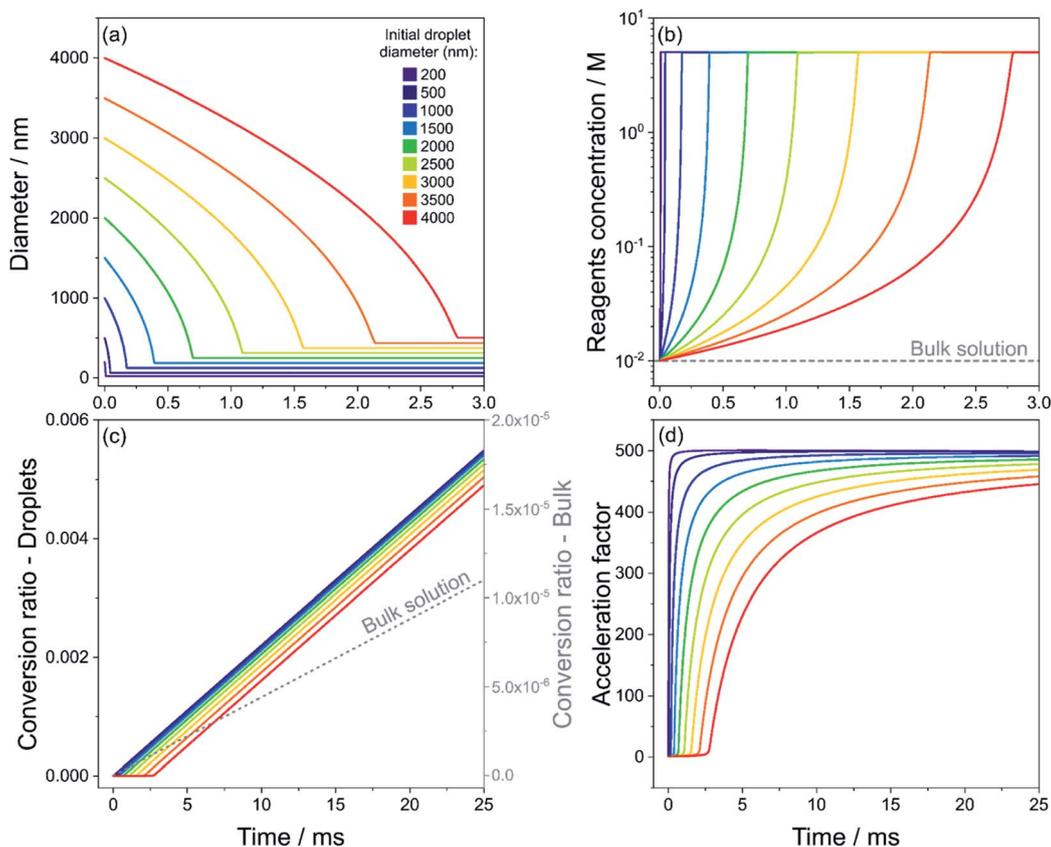 (a)
Initial droplet
diameter (nm):
200
500
1000
1500
2000
2500
3000
3500
4000
Diameter / nm
4000
3000
2000
1000
0
0.0 0.5 1.0 1.5 2.0 2.5 3.0
(b)
Reagents concentration / M
10¹
10⁰
10⁻¹
10⁻²
Bulk solution
0.0 0.5 1.0 1.5 2.0 2.5 3.0
(c)
Conversion ratio - Droplets
0.006
0.004
0.002
0.000
Bulk solution
2.0x10⁻⁵
1.5x10⁻⁵
1.0x10⁻⁵
5.0x10⁻⁶
0.0
Conversion ratio - Bulk
0 5 10 15 20 25
Time / ms
(d)
Acceleration factor
500
400
300
200
100
0
0 5 10 15 20 25
Time / ms